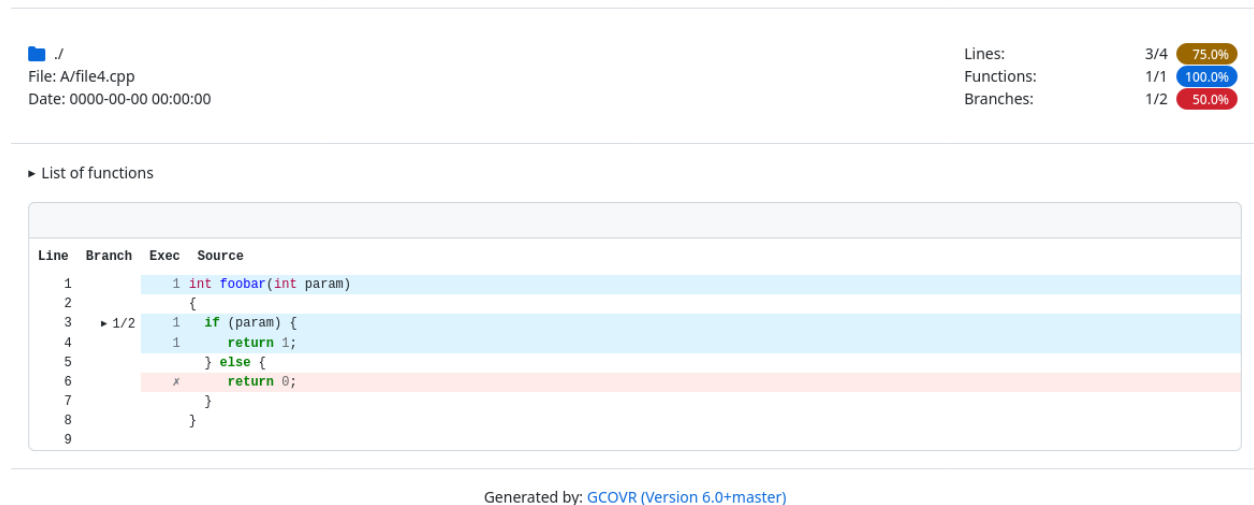 ./
File: A/file4.cpp
Date: 0000-00-00 00:00:00
Lines: 3/4 75.0%
Functions: 1/1 100.0%
Branches: 1/2 50.0%
▸ List of functions
Line Branch Exec Source
1 1 int foobar(int param)
2 {
3 ▸ 1/2 1 if (param) {
4 1 return 1;
5 } else {
6 ✗ return 0;
7 }
8 }
9
Generated by: GCOVR (Version 6.0+master)